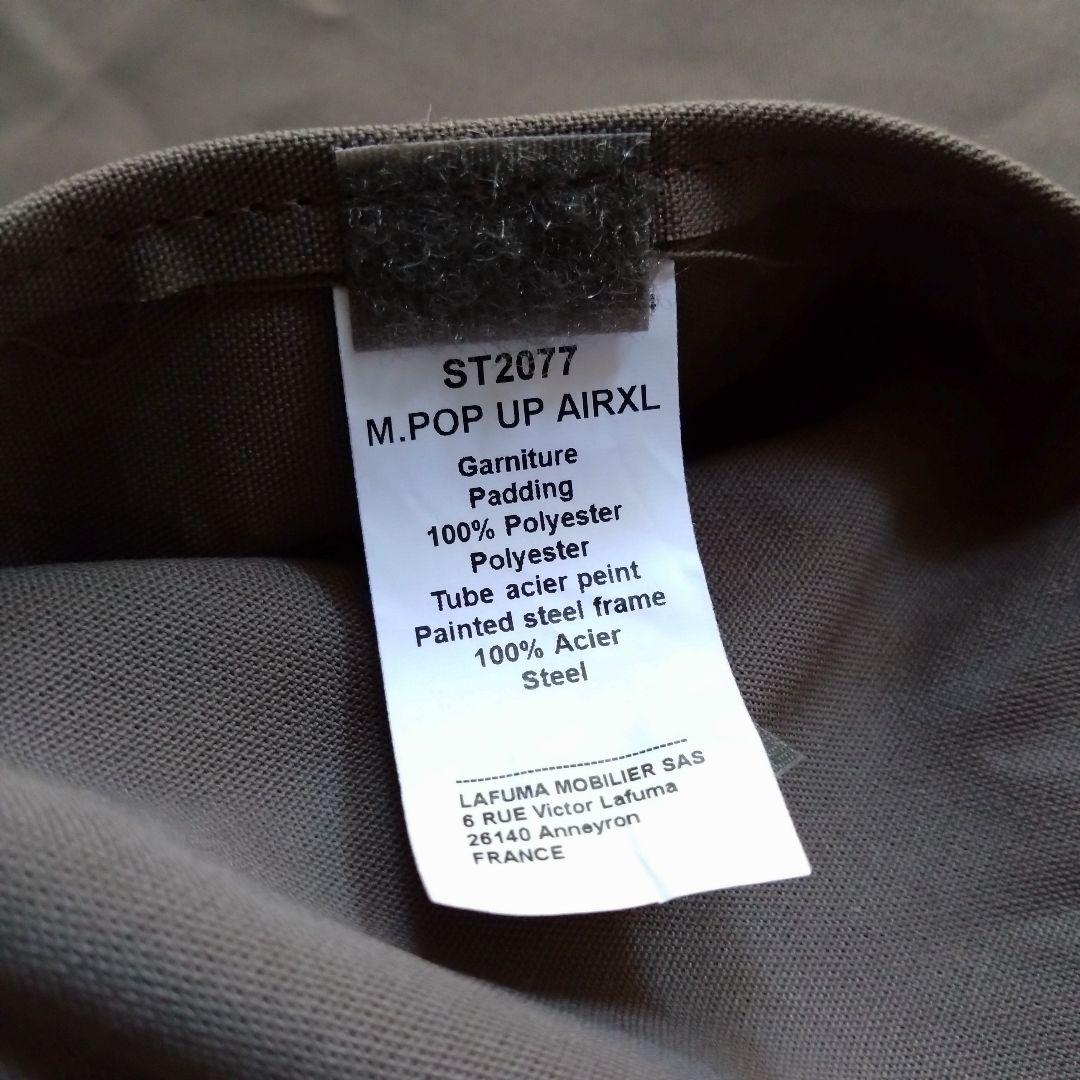 ST2077
M.POP UP AIRXL
Garniture
Padding
100% Polyester
Polyester
Tube acier peint
Painted steel frame
100% Acier
Steel
---------------------------------
LAFUMA MOBILIER SAS
6 RUE Victor Lafuma
26140 Anneyron
FRANCE